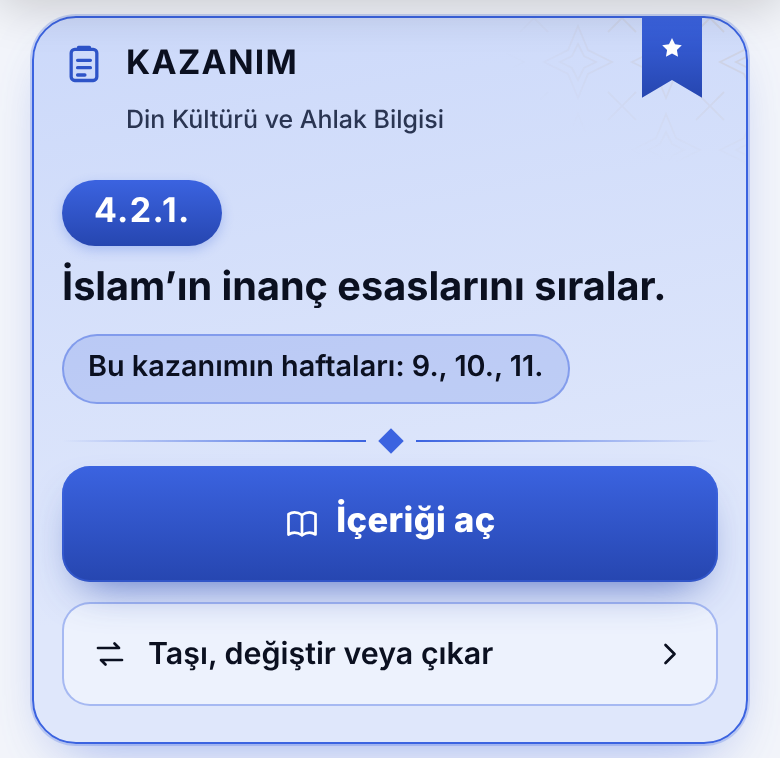 KAZANIM
Din Kültürü ve Ahlak Bilgisi
4.2.1.
İslam’ın inanç esaslarını sıralar.
Bu kazanımın haftaları: 9., 10., 11.
İçeriği aç
Taşı, değiştir veya çıkar